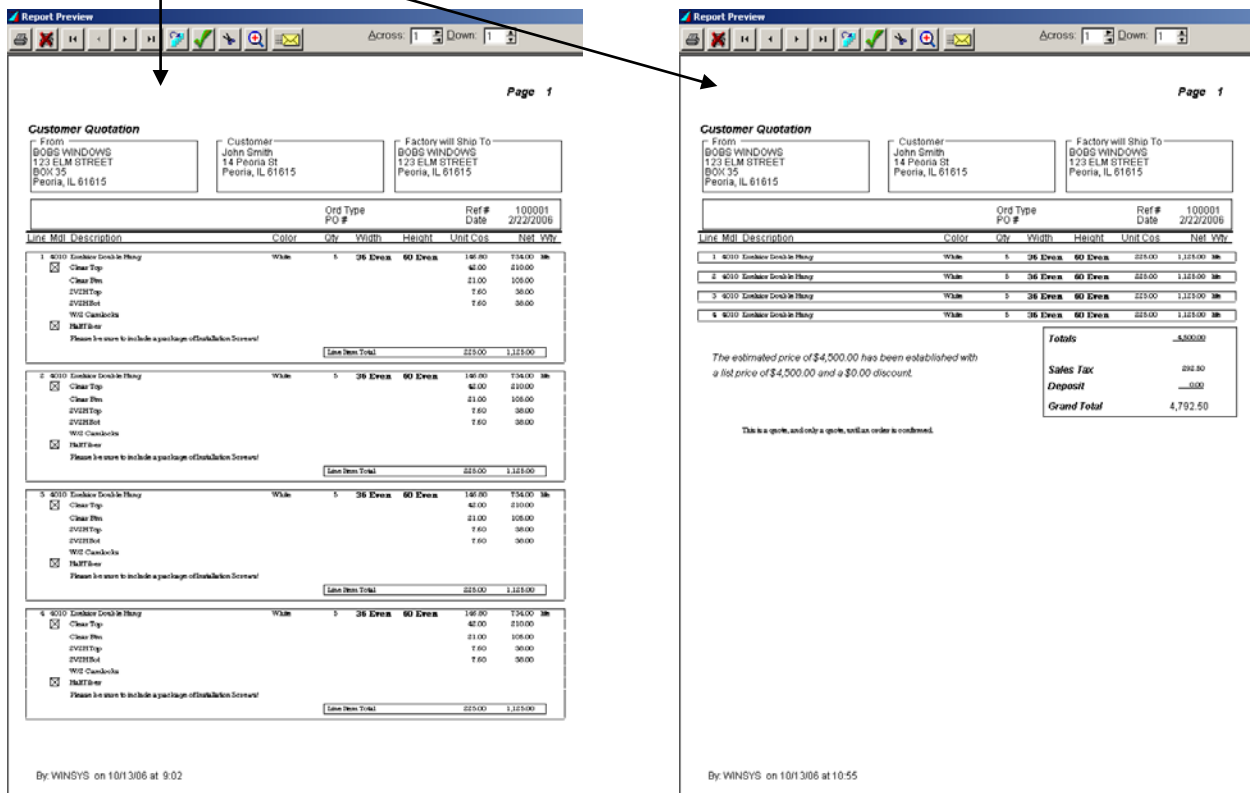 Report Preview
Across: 1 Down: 1
Page 1
Customer Quotation
From
BOBS WINDOWS
123 ELM STREET
BOX 35
Peoria, IL 61615
Customer
John Smith
14 Peoria St
Peoria, IL 61615
Factory will Ship To
BOBS WINDOWS
123 ELM STREET
Peoria, IL 61615
Ord Type Ref # 100001
PO # Date 2/22/2006
Line Mdl Description Color Qty Width Height Unit Cos Net Wty
1 4010 Double Hung White 5 36 Even 60 Even 146.80 734.00
Clear Top 42.00 210.00
Clear Btm 21.00 105.00
2V2H Top 7.60 38.00
2V2H Bot 7.60 38.00
W/2 Camlocks
Half Fiber
Please be sure to include a package of Installation Screws!
Line Item Total 225.00 1,125.00
2 4010 Double Hung White 5 36 Even 60 Even 146.80 734.00
Clear Top 42.00 210.00
Clear Btm 21.00 105.00
2V2H Top 7.60 38.00
2V2H Bot 7.60 38.00
W/2 Camlocks
Half Fiber
Please be sure to include a package of Installation Screws!
Line Item Total 225.00 1,125.00
3 4010 Double Hung White 5 36 Even 60 Even 146.80 734.00
Clear Top 42.00 210.00
Clear Btm 21.00 105.00
2V2H Top 7.60 38.00
2V2H Bot 7.60 38.00
W/2 Camlocks
Half Fiber
Please be sure to include a package of Installation Screws!
Line Item Total 225.00 1,125.00
4 4010 Double Hung White 5 36 Even 60 Even 146.80 734.00
Clear Top 42.00 210.00
Clear Btm 21.00 105.00
2V2H Top 7.60 38.00
2V2H Bot 7.60 38.00
W/2 Camlocks
Half Fiber
Please be sure to include a package of Installation Screws!
Line Item Total 225.00 1,125.00
By: WINSYS on 10/13/06 at 9:02
Report Preview
Across: 1 Down: 1
Page 1
Customer Quotation
From
BOBS WINDOWS
123 ELM STREET
BOX 35
Peoria, IL 61615
Customer
John Smith
14 Peoria St
Peoria, IL 61615
Factory will Ship To
BOBS WINDOWS
123 ELM STREET
Peoria, IL 61615
Ord Type Ref # 100001
PO # Date 2/22/2006
Line Mdl Description Color Qty Width Height Unit Cos Net Wty
1 4010 Double Hung White 5 36 Even 60 Even 225.00 1,125.00
2 4010 Double Hung White 5 36 Even 60 Even 225.00 1,125.00
3 4010 Double Hung White 5 36 Even 60 Even 225.00 1,125.00
4 4010 Double Hung White 5 36 Even 60 Even 225.00 1,125.00
Totals 4,500.00
The estimated price of $4,500.00 has been established with
a list price of $4,500.00 and a $0.00 discount.
Sales Tax 292.50
Deposit 0.00
Grand Total 4,792.50
This is a quote, and only a quote, until an order is confirmed.
By: WINSYS on 10/13/06 at 10:55